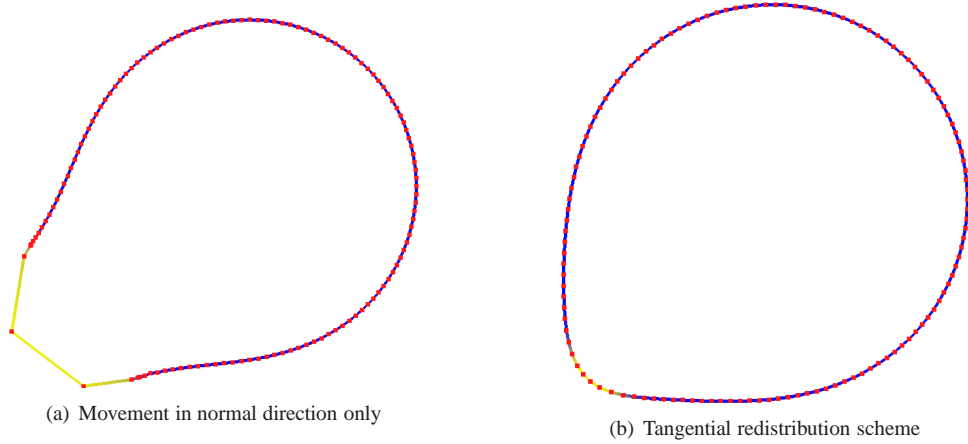 (a) Movement in normal direction only
(b) Tangential redistribution scheme